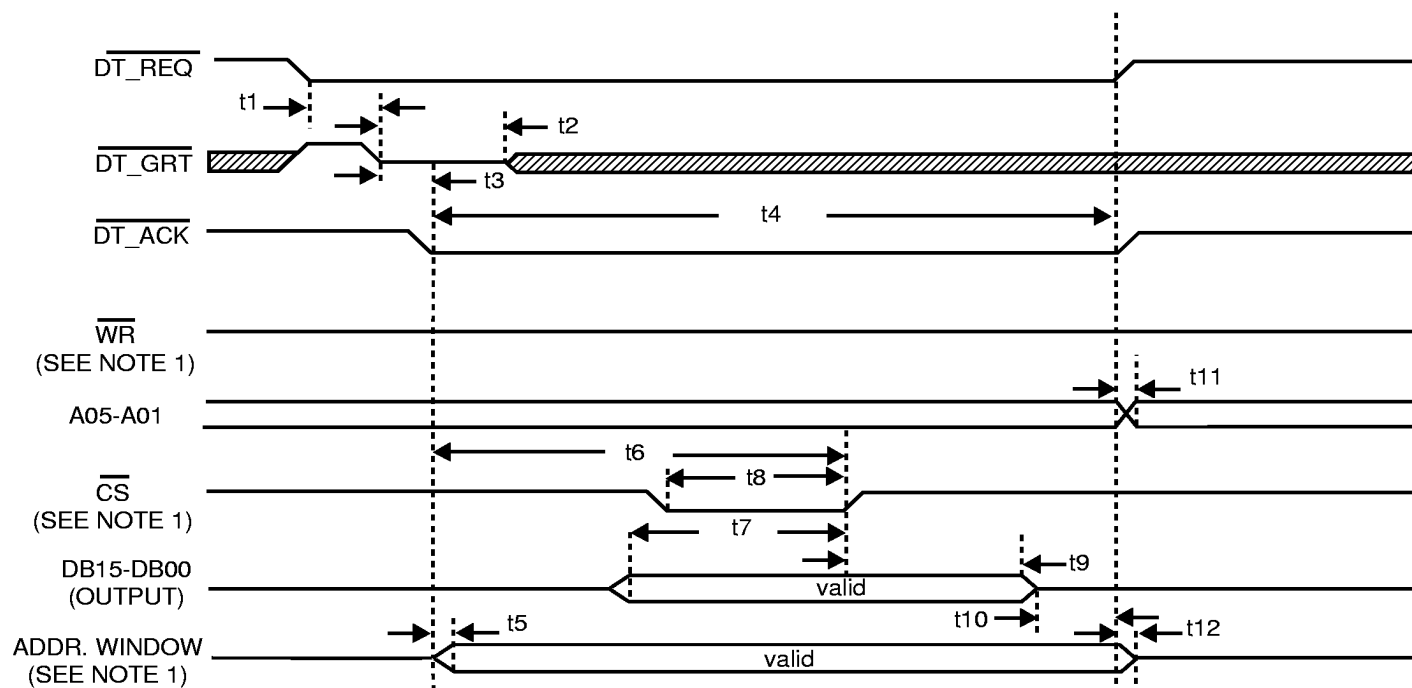 DT_REQ
t1
t2
DT_GRT
t3
t4
DT_ACK
WR
(SEE NOTE 1)
t11
A05-A01
t6
t8
CS
(SEE NOTE 1)
t7
DB15-DB00
(OUTPUT)
valid
t9
t10
t5
t12
ADDR. WINDOW
(SEE NOTE 1)
valid